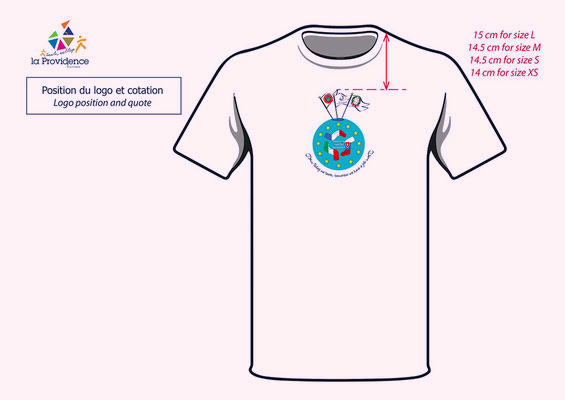 la Providence
Position du logo et cotation
Logo position and quote
15 cm for size L
14.5 cm for size M
14.5 cm for size S
14 cm for size XS